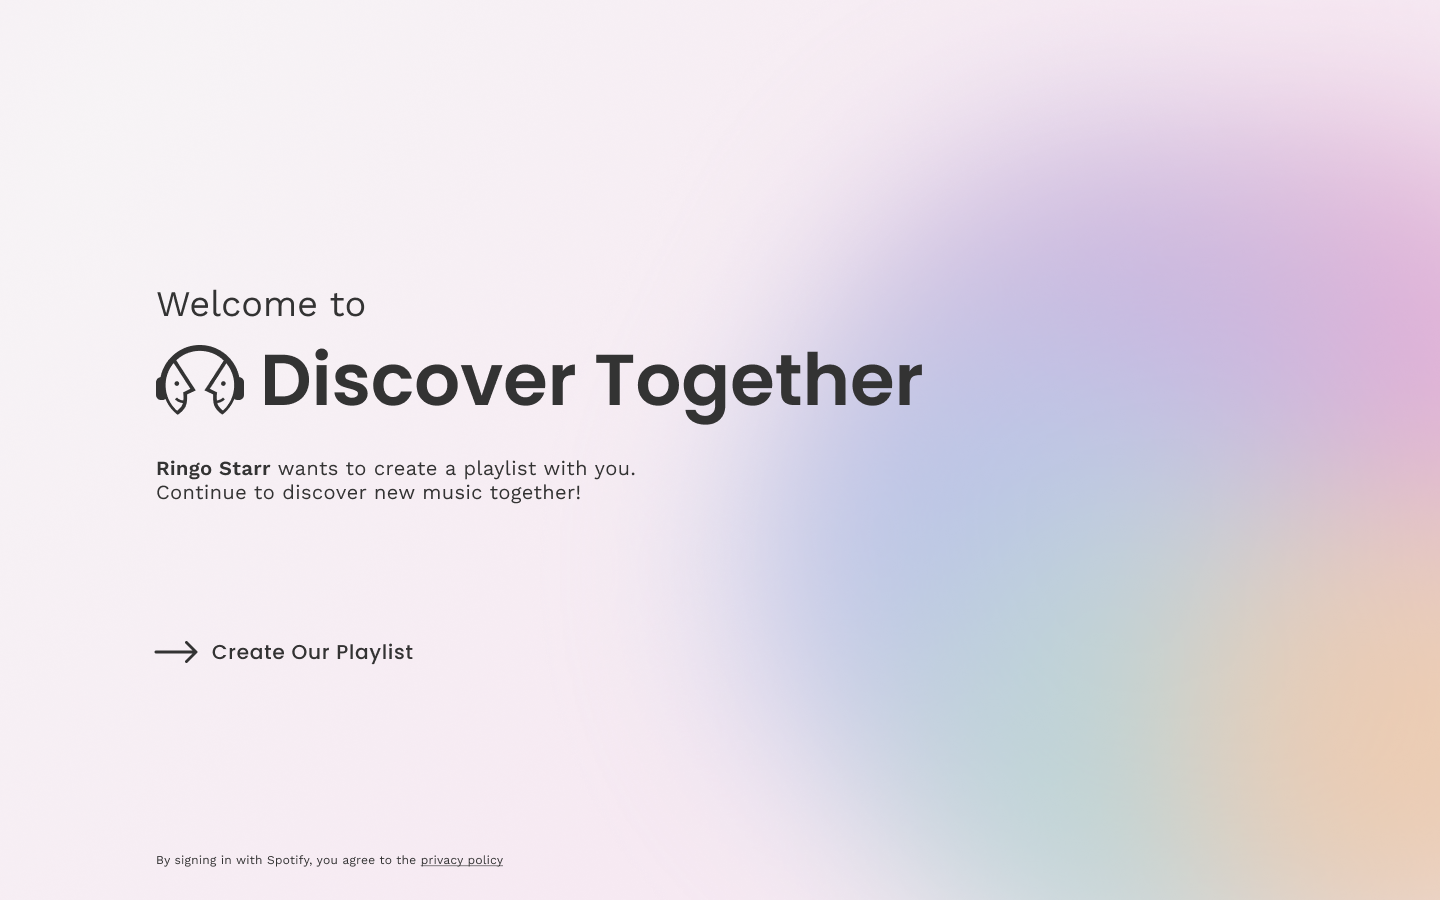 Welcome to
Discover Together
Ringo Starr wants to create a playlist with you.
Continue to discover new music together!
Create Our Playlist
By signing in with Spotify, you agree to the privacy policy